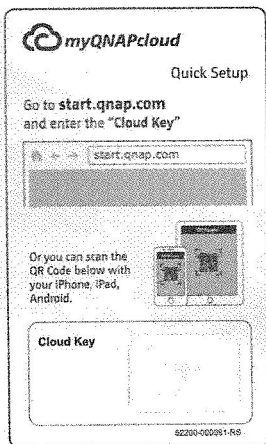 myQNAPcloud
Quick Setup
Go to start.qnap.com
and enter the "Cloud Key"
start.qnap.com
Or you can scan the
QR Code below with
your iPhone, iPad,
Android.
Cloud Key